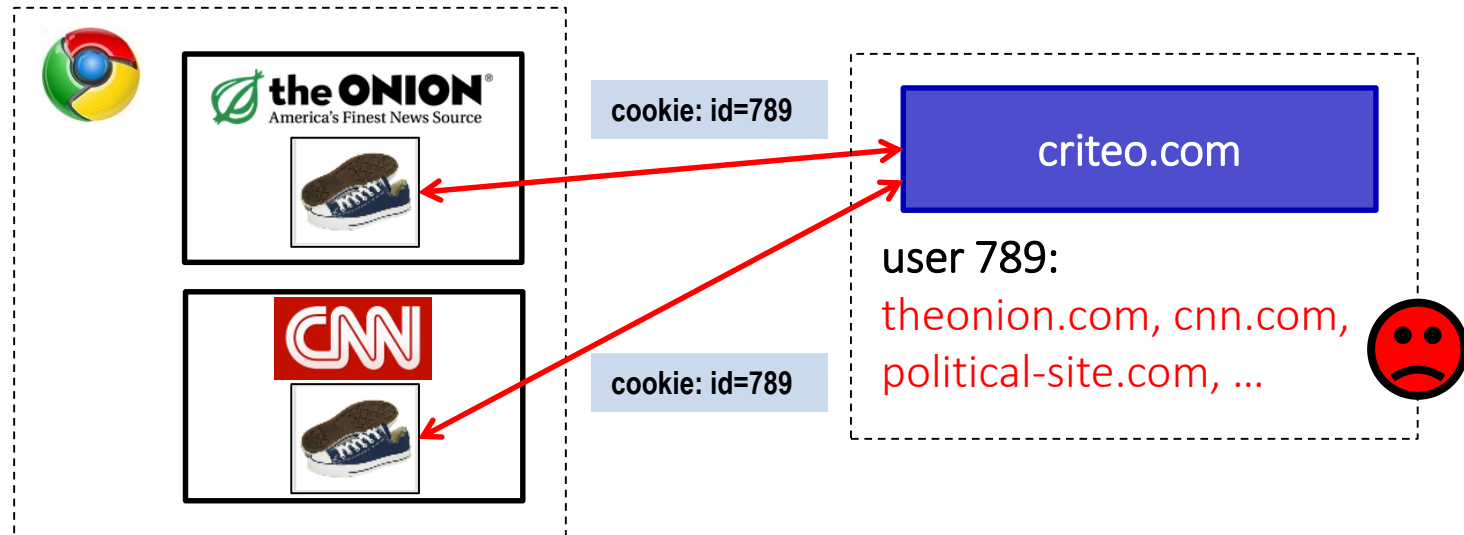 the ONION®
America's Finest News Source
cookie: id=789
criteo.com
user 789:
theonion.com, cnn.com,
political-site.com, ...
CNN
cookie: id=789